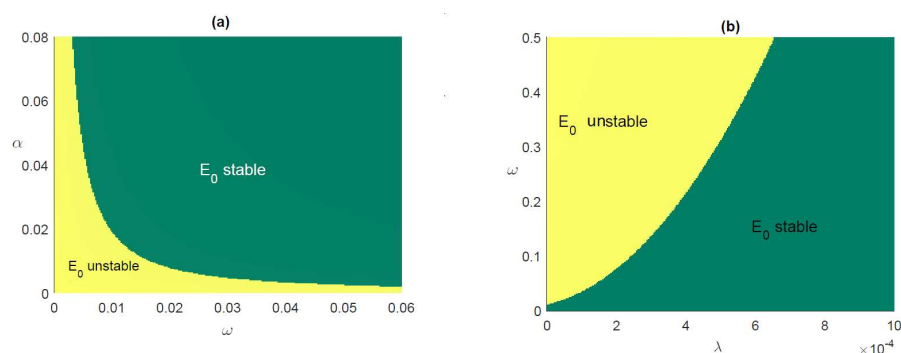 (a)
0.08
0.06
α
0.04
0.02
0
E0 stable
E0 unstable
0 0.01 0.02 0.03 0.04 0.05 0.06
ω
(b)
0.5
0.4
0.3
ε
0.2
0.1
0
E0 unstable
E0 stable
0 2 4 6 8 10
λ ×10-4